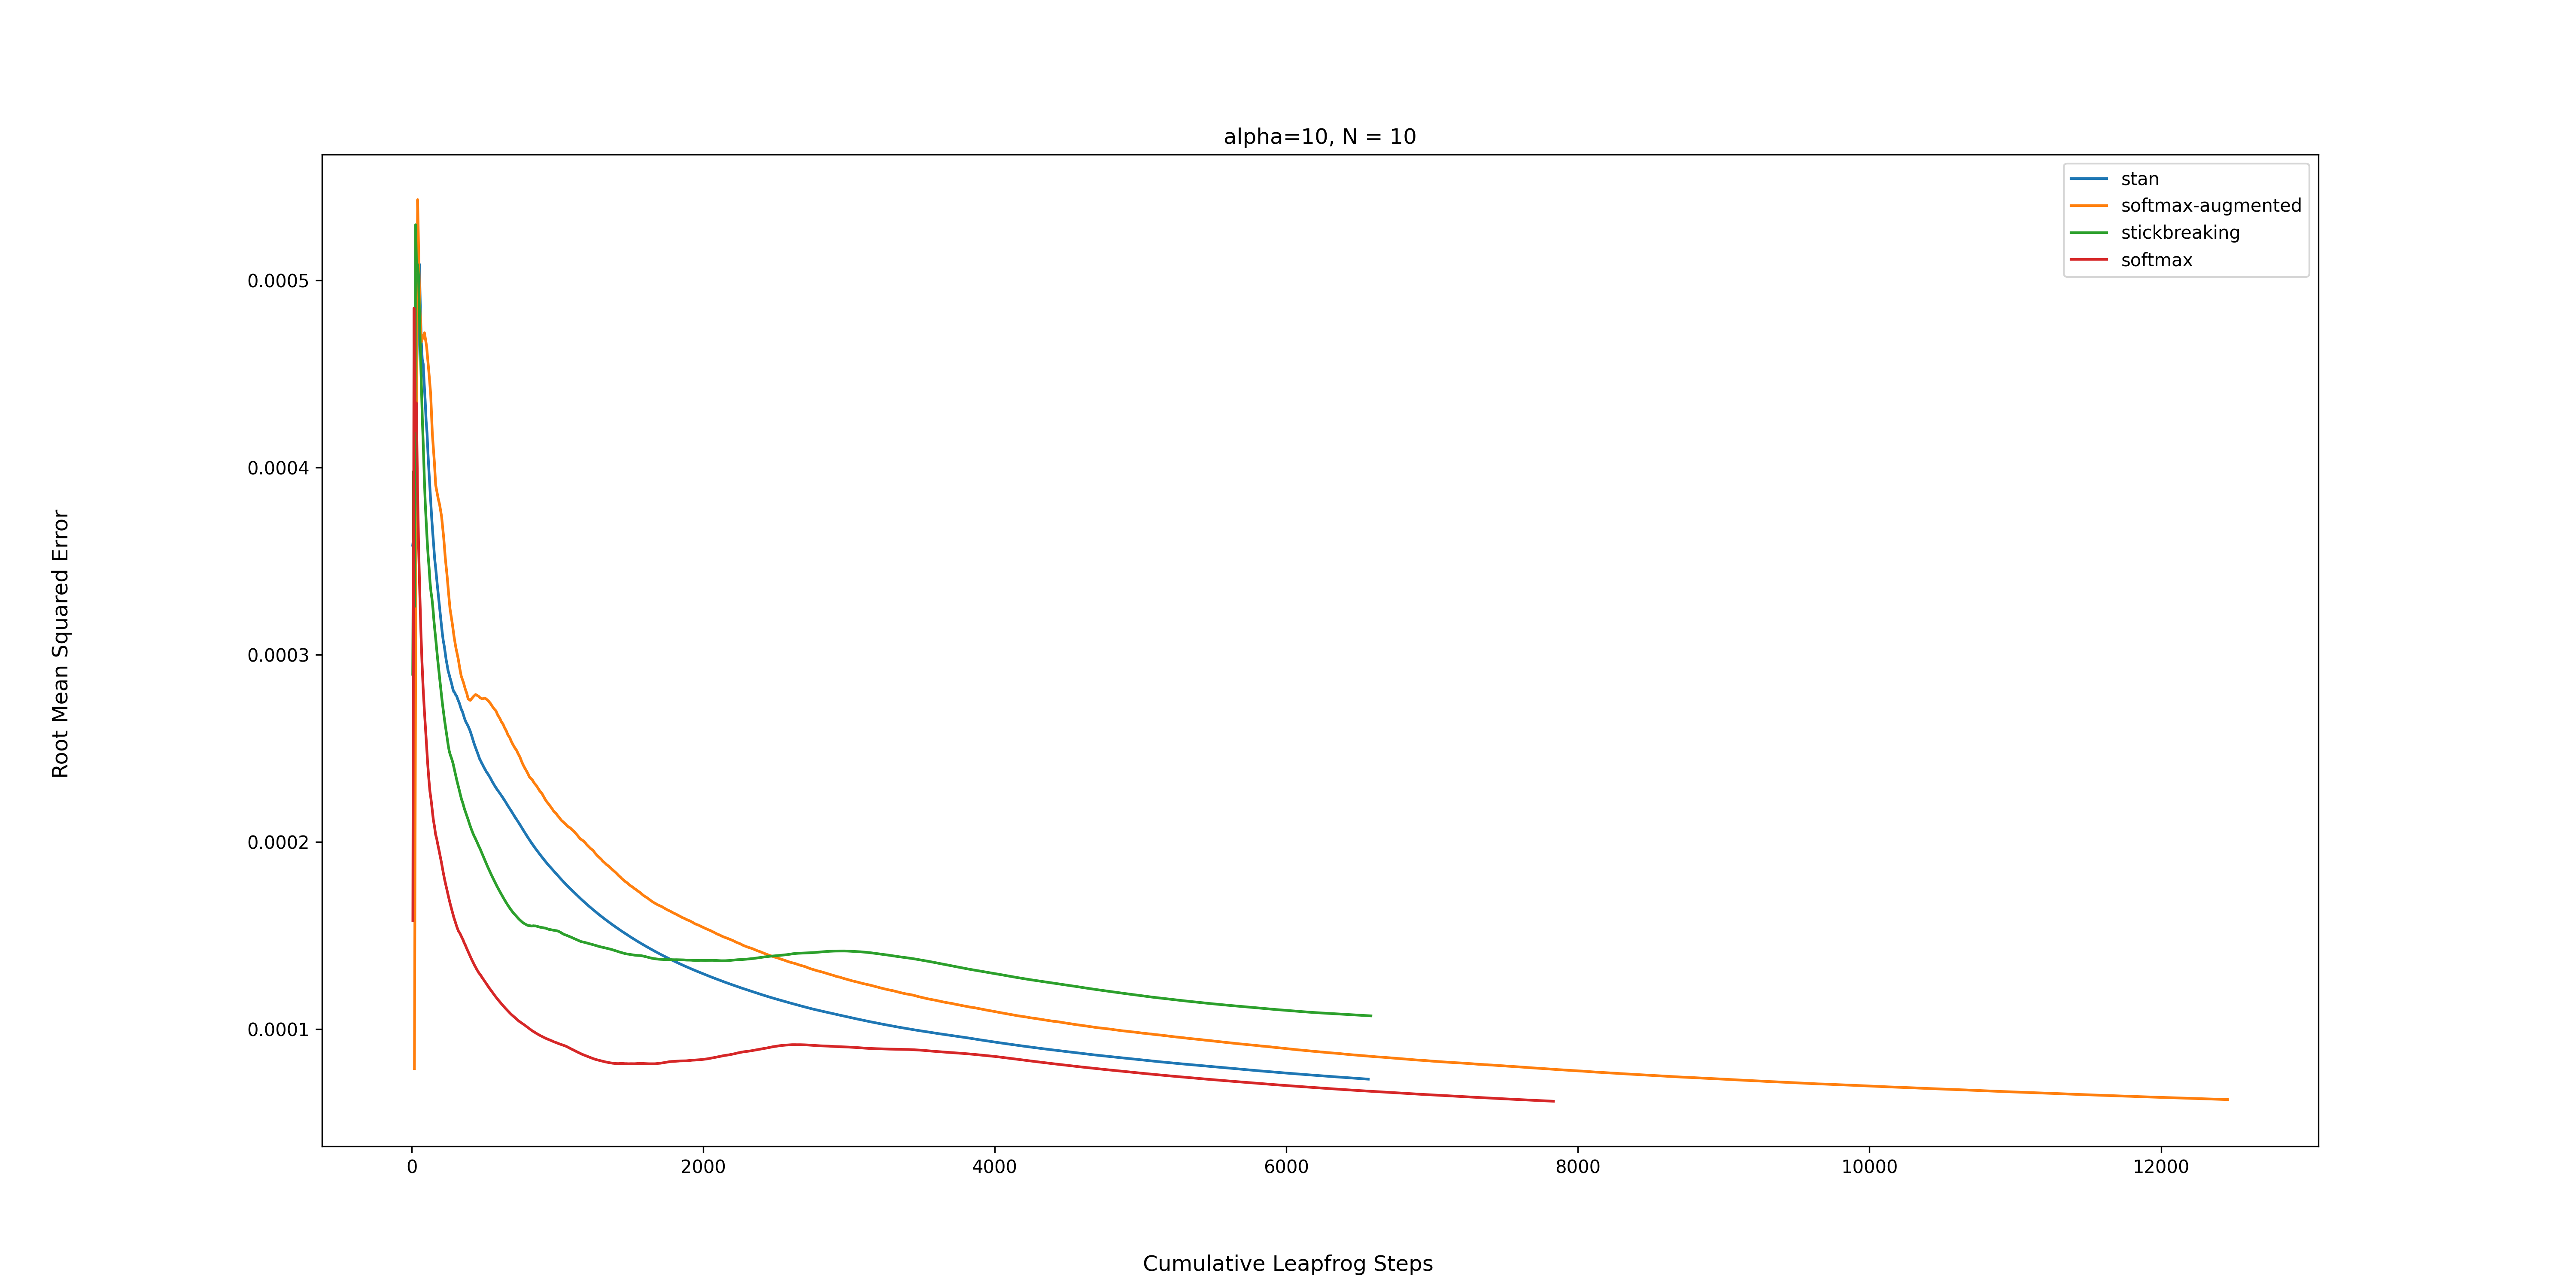 alpha=10, N = 10
stan
softmax-augmented
stickbreaking
softmax
Root Mean Squared Error
0.0005
0.0004
0.0003
0.0002
0.0001
0 2000 4000 6000 8000 10000 12000
Cumulative Leapfrog Steps